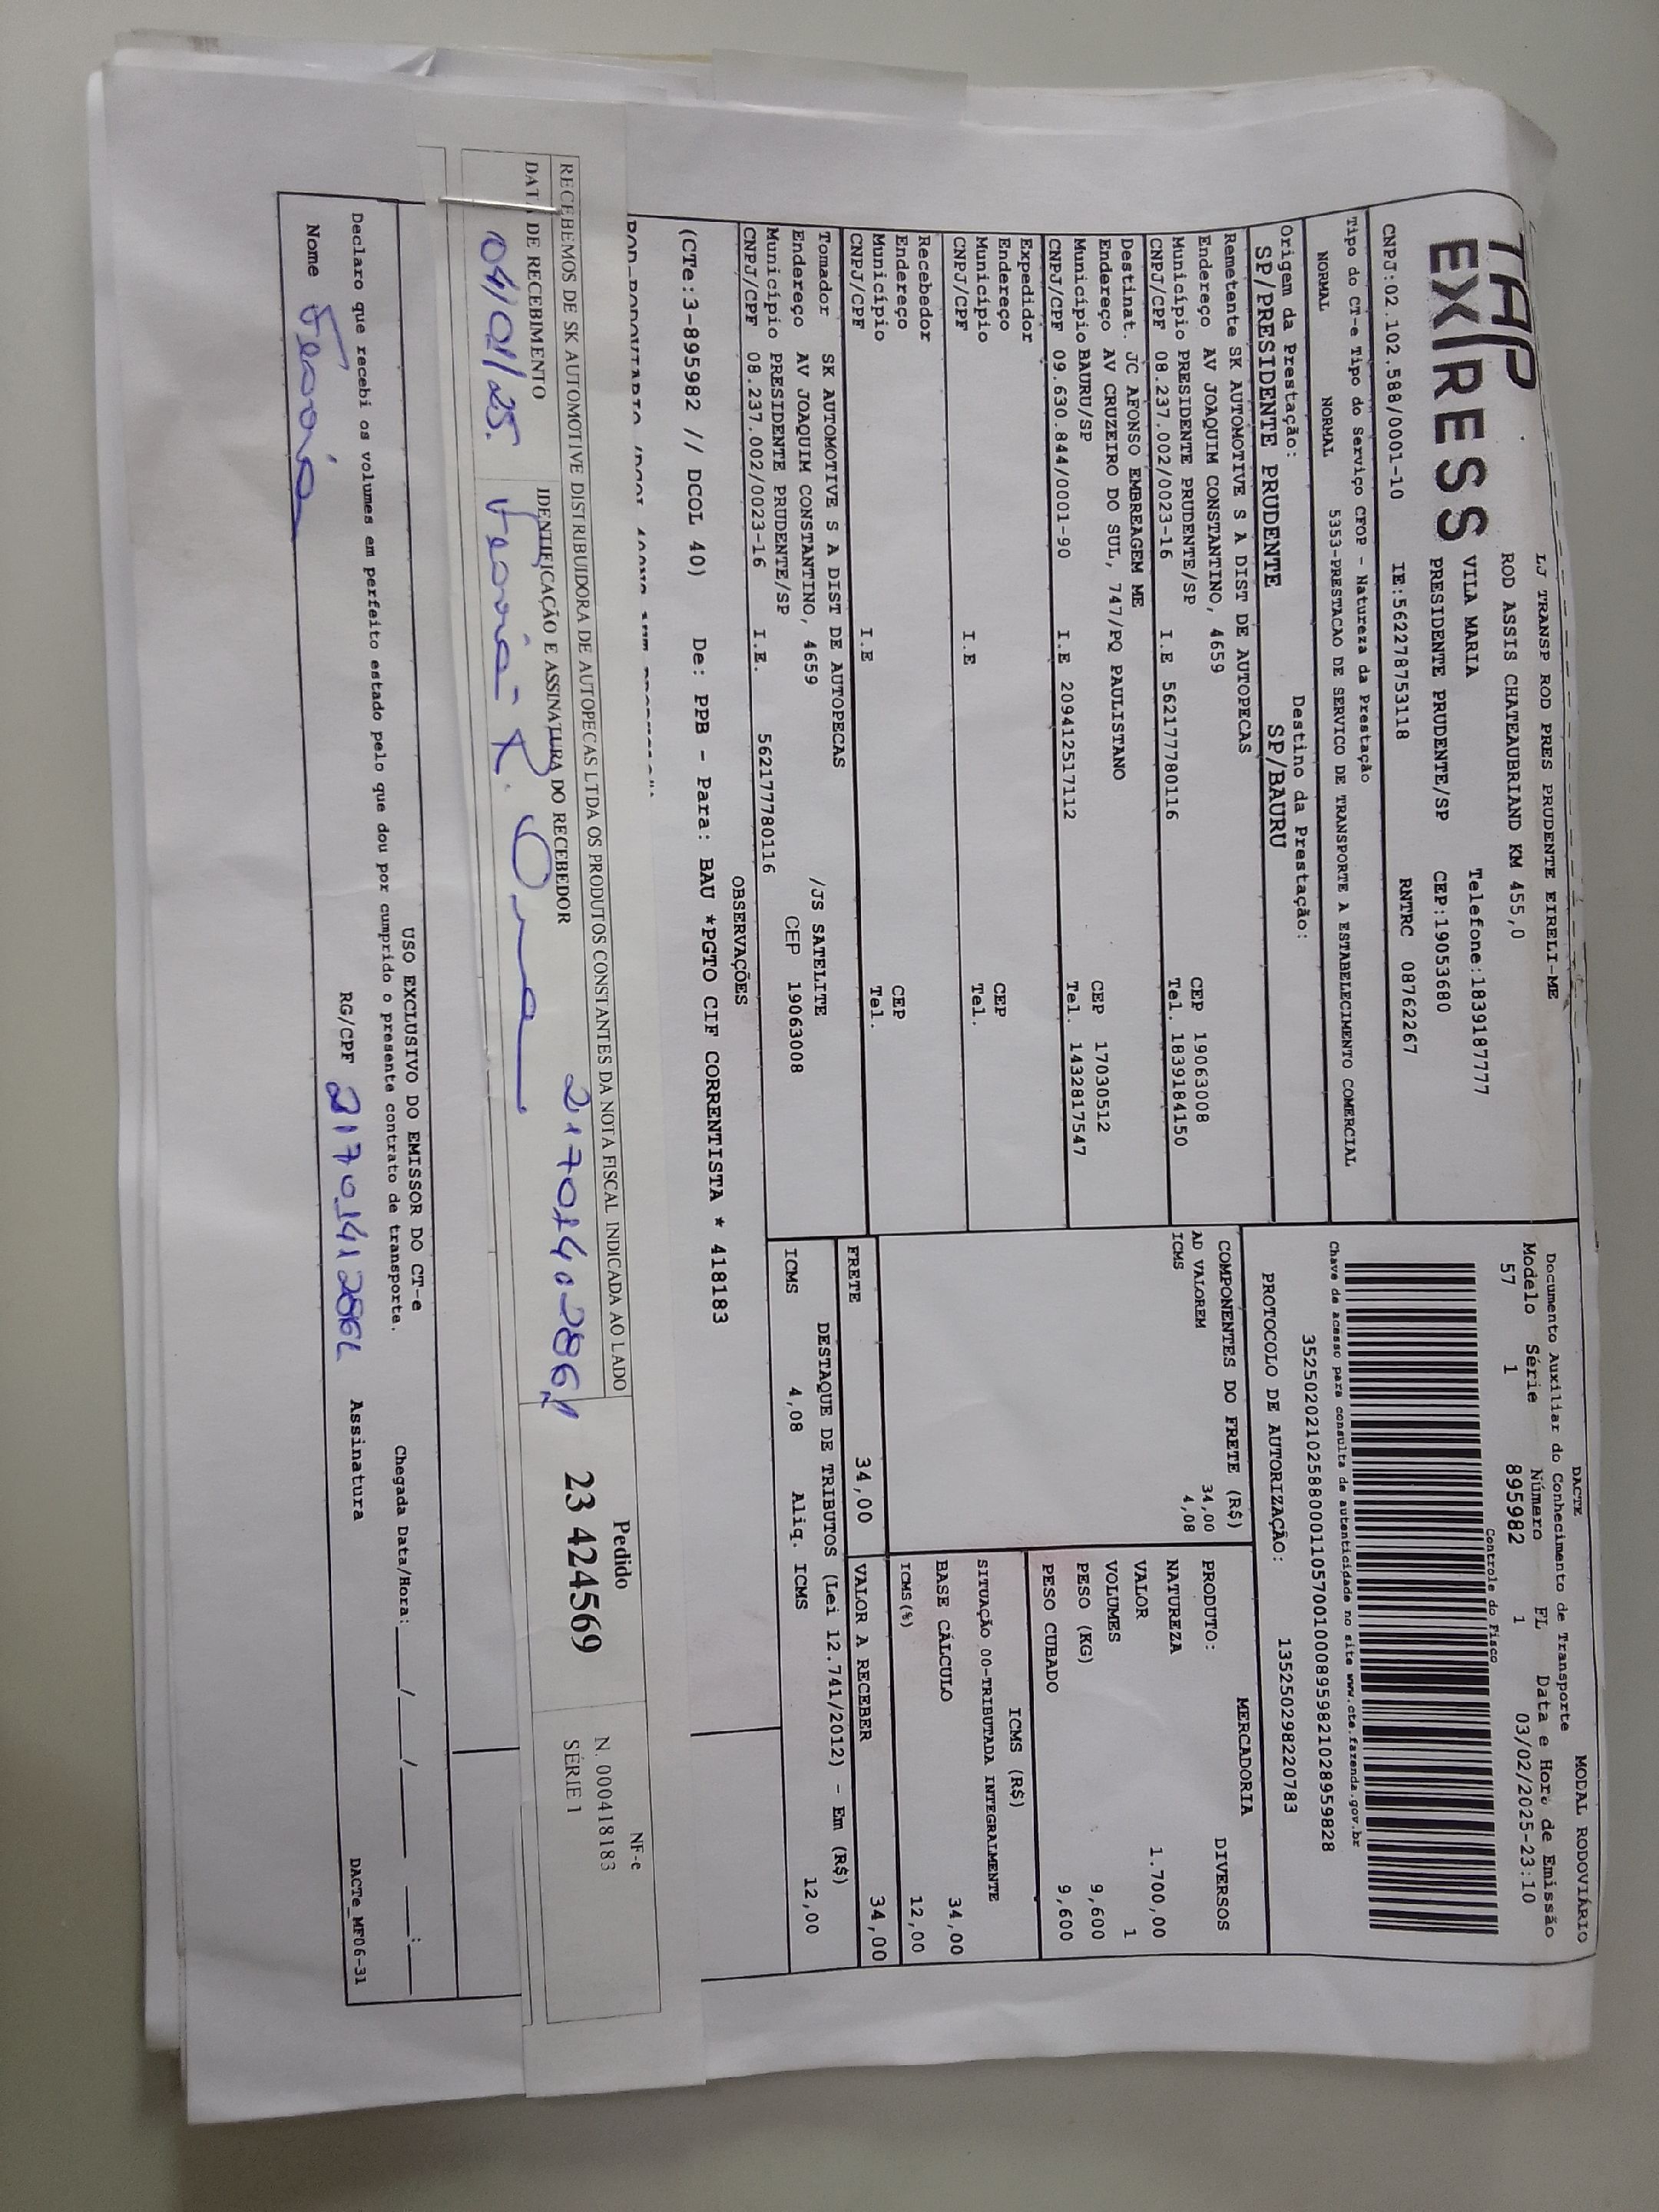 TAP
EXPRESS
LJ TRANSP ROD PRES PRUDENTE EIRELI-ME
ROD ASSIS CHATEAUBRIAND KM 455,0
VILA MARIA Telefone:1839187777
PRESIDENTE PRUDENTE/SP CEP:19053680
CNPJ:02.102.588/0001-10 IE:562278753118 RNTRC 08762267
Tipo do CT-e Tipo do Serviço CFOP - Natureza da Prestação
NORMAL NORMAL 5353-PRESTACAO DE SERVICO DE TRANSPORTE A ESTABELECIMENTO COMERCIAL
Origem da Prestação: Destino da Prestação:
SP/PRESIDENTE PRUDENTE SP/BAURU
MODAL RODOVIÁRIO
DACTE
Documento Auxiliar do Conhecimento de Transporte
Modelo Série Número FL Data e Hora de Emissão
57 1 895982 1 03/02/2025-23:10
Controle do Fisco
Chave de acesso para consulta de autenticidade no site www.cte.fazenda.gov.br
35250202102588000110570010008959821028959828
PROTOCOLO DE AUTORIZAÇÃO: 135250298220783
Remetente SK AUTOMOTIVE S A DIST DE AUTOPECAS
Endereço AV JOAQUIM CONSTANTINO, 4659 CEP 19063008
Município PRESIDENTE PRUDENTE/SP Tel. 1839184150
CNPJ/CPF 08.237.002/0023-16 I.E 562177780116
Destinat. JC AFONSO EMBREAGEM ME
Endereço AV CRUZEIRO DO SUL, 747/PQ PAULISTANO CEP 17030512
Município BAURU/SP Tel. 1432817547
CNPJ/CPF 09.630.844/0001-90 I.E 209412517112
Expedidor
Endereço CEP
Município Tel.
CNPJ/CPF I.E
Recebedor
Endereço CEP
Município Tel.
CNPJ/CPF I.E
Tomador SK AUTOMOTIVE S A DIST DE AUTOPECAS
Endereço AV JOAQUIM CONSTANTINO, 4659 /JS SATELITE
Município PRESIDENTE PRUDENTE/SP CEP 19063008
CNPJ/CPF 08.237.002/0023-16 I.E. 562177780116
COMPONENTES DO FRETE (R$)
AD VALOREM 34,00
ICMS 4,08
MERCADORIA
PRODUTO: DIVERSOS
NATUREZA
VALOR 1.700,00
VOLUMES 1
PESO (KG) 9,600
PESO CUBADO 9,600
ICMS (R$)
SITUAÇÃO 00-TRIBUTADA INTEGRALMENTE
BASE CÁLCULO 34,00
ICMS(%) 12,00
FRETE 34,00 VALOR A RECEBER 34,00
DESTAQUE DE TRIBUTOS (Lei 12.741/2012) - Em (R$)
ICMS 4,08 Aliq. ICMS 12,00
OBSERVAÇÕES
(CTe:3-895982 // DCOL 40) De: PPB - Para: BAU *PGTO CIF CORRENTISTA * 418183
RECEBEMOS DE SK AUTOMOTIVE DISTRIBUIDORA DE AUTOPECAS LTDA OS PRODUTOS CONSTANTES DA NOTA FISCAL INDICADA AO LADO
DATA DE RECEBIMENTO IDENTIFICAÇÃO E ASSINATURA DO RECEBEDOR
04/02/25.
Pedido
23 424569
NF-e
N. 000418183
SÉRIE 1
USO EXCLUSIVO DO EMISSOR DO CT-e
Declaro que recebi os volumes em perfeito estado pelo que dou por cumprido o presente contrato de transporte.
Chegada Data/Hora: ____/____/____ ____:____
Nome RG/CPF Assinatura
DACTe_MF06-31